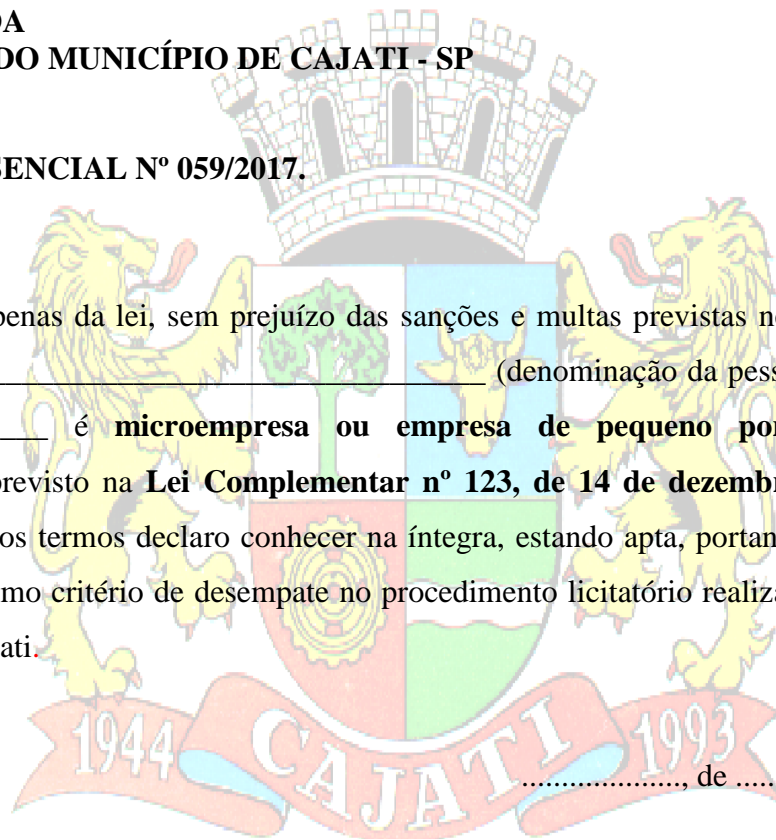 DA
DO MUNICÍPIO DE CAJATI - SP
SENCIAL Nº 059/2017.
penas da lei, sem prejuízo das sanções e multas previstas n
(denominação da pess
é microempresa ou empresa de pequeno por
previsto na Lei Complementar nº 123, de 14 de dezembr
os termos declaro conhecer na íntegra, estando apta, portan
mo critério de desempate no procedimento licitatório realiza
ati.
..................., de .....
1944 CAJATI 1993